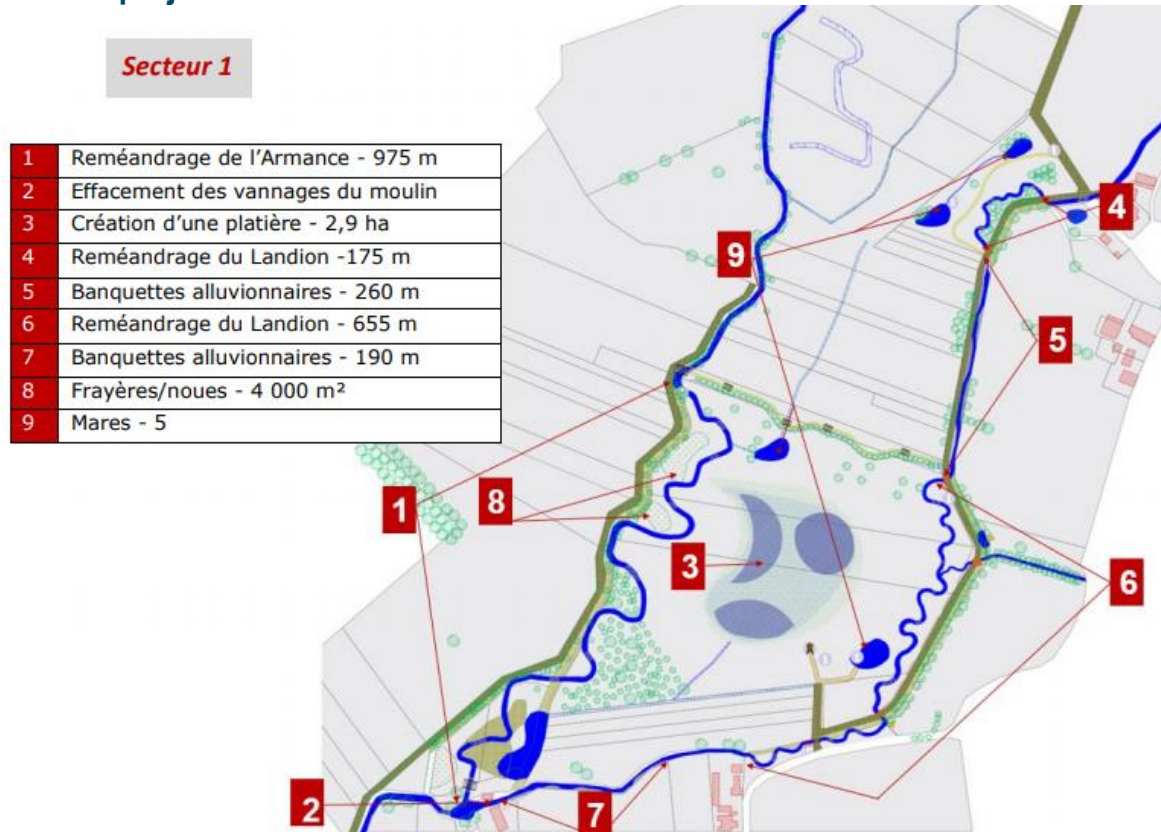 Secteur 1
1 Reméandrage de l’Armance - 975 m
2 Effacement des vannages du moulin
3 Création d’une platière - 2,9 ha
4 Reméandrage du Landion -175 m
5 Banquettes alluvionnaires - 260 m
6 Reméandrage du Landion - 655 m
7 Banquettes alluvionnaires - 190 m
8 Frayères/noues - 4 000 m²
9 Mares - 5
4
9
5
1
8
3
6
2
7